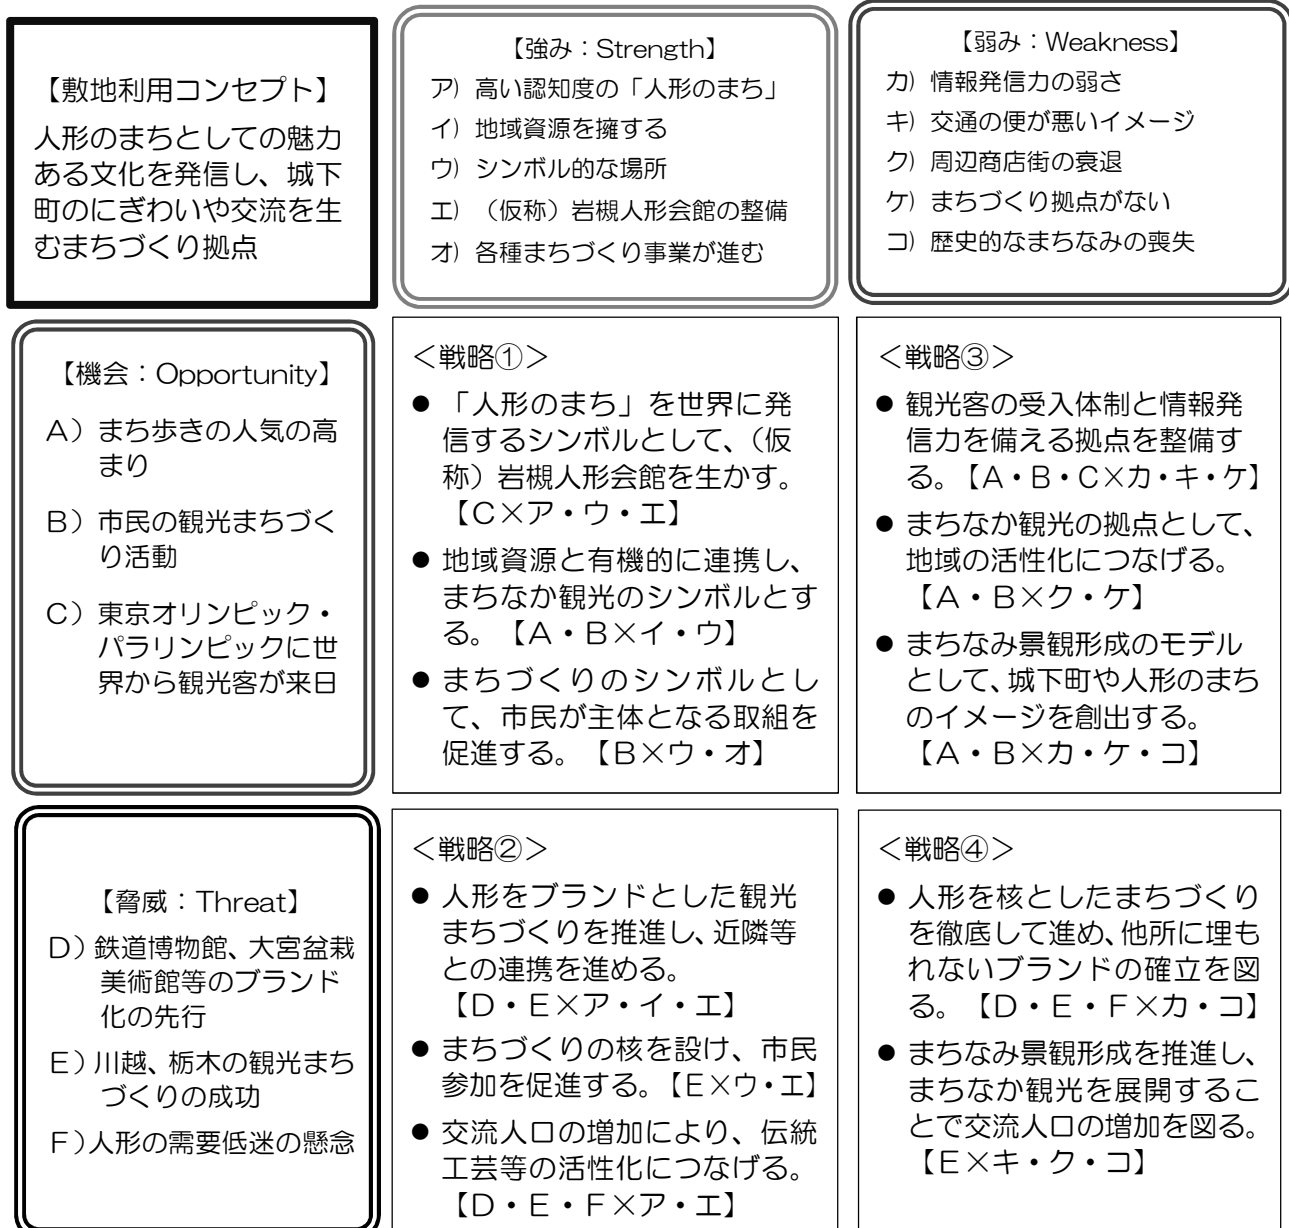 【敷地利用コンセプト】
人形のまちとしての魅力
ある文化を発信し、城下
町のにぎわいや交流を生
むまちづくり拠点
【強み：Strength】
ア）高い認知度の「人形のまち」
イ）地域資源を擁する
ウ）シンボル的な場所
エ）（仮称）岩槻人形会館の整備
オ）各種まちづくり事業が進む
【弱み：Weakness】
カ）情報発信力の弱さ
キ）交通の便が悪いイメージ
ク）周辺商店街の衰退
ケ）まちづくり拠点がない
コ）歴史的なまちなみの喪失
【機会：Opportunity】
A）まち歩きの人気の高
まり
B）市民の観光まちづく
り活動
C）東京オリンピック・
パラリンピックに世
界から観光客が来日
＜戦略①＞
●「人形のまち」を世界に発
信するシンボルとして、（仮
称）岩槻人形会館を生かす。
【C×ア・ウ・エ】
●地域資源と有機的に連携し、
まちなか観光のシンボルとす
る。【A・B×イ・ウ】
●まちづくりのシンボルとし
て、市民が主体となる取組を
促進する。【B×ウ・オ】
＜戦略③＞
●観光客の受入体制と情報発
信力を備える拠点を整備す
る。【A・B・C×カ・キ・ケ】
●まちなか観光の拠点として、
地域の活性化につなげる。
【A・B×ク・ケ】
●まちなみ景観形成のモデル
として、城下町や人形のまち
のイメージを創出する。
【A・B×カ・ケ・コ】
【脅威：Threat】
D）鉄道博物館、大宮盆栽
美術館等のブランド
化の先行
E）川越、栃木の観光まち
づくりの成功
F）人形の需要低迷の懸念
＜戦略②＞
●人形をブランドとした観光
まちづくりを推進し、近隣等
との連携を進める。
【D・E×ア・イ・エ】
●まちづくりの核を設け、市民
参加を促進する。【E×ウ・エ】
●交流人口の増加により、伝統
工芸等の活性化につなげる。
【D・E・F×ア・エ】
＜戦略④＞
●人形を核としたまちづくり
を徹底して進め、他所に埋も
れないブランドの確立を図
る。【D・E・F×カ・コ】
●まちなみ景観形成を推進し、
まちなか観光を展開するこ
とで交流人口の増加を図る。
【E×キ・ク・コ】